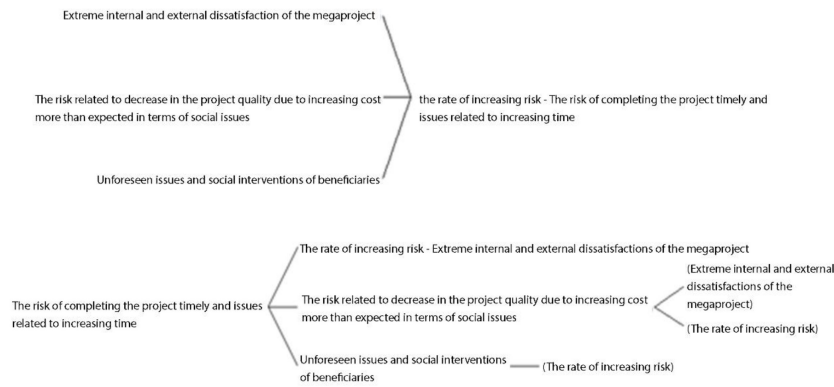 Extreme internal and external dissatisfaction of the megaproject
The risk related to decrease in the project quality due to increasing cost
more than expected in terms of social issues
the rate of increasing risk - The risk of completing the project timely and
issues related to increasing time
Unforeseen issues and social interventions of beneficiaries
The rate of increasing risk - Extreme internal and external dissatisfactions of the megaproject
The risk of completing the project timely and issues
related to increasing time
The risk related to decrease in the project quality due to increasing cost
more than expected in terms of social issues
(Extreme internal and external
dissatisfactions of the
megaproject)
(The rate of increasing risk)
Unforeseen issues and social interventions
of beneficiaries
(The rate of increasing risk)